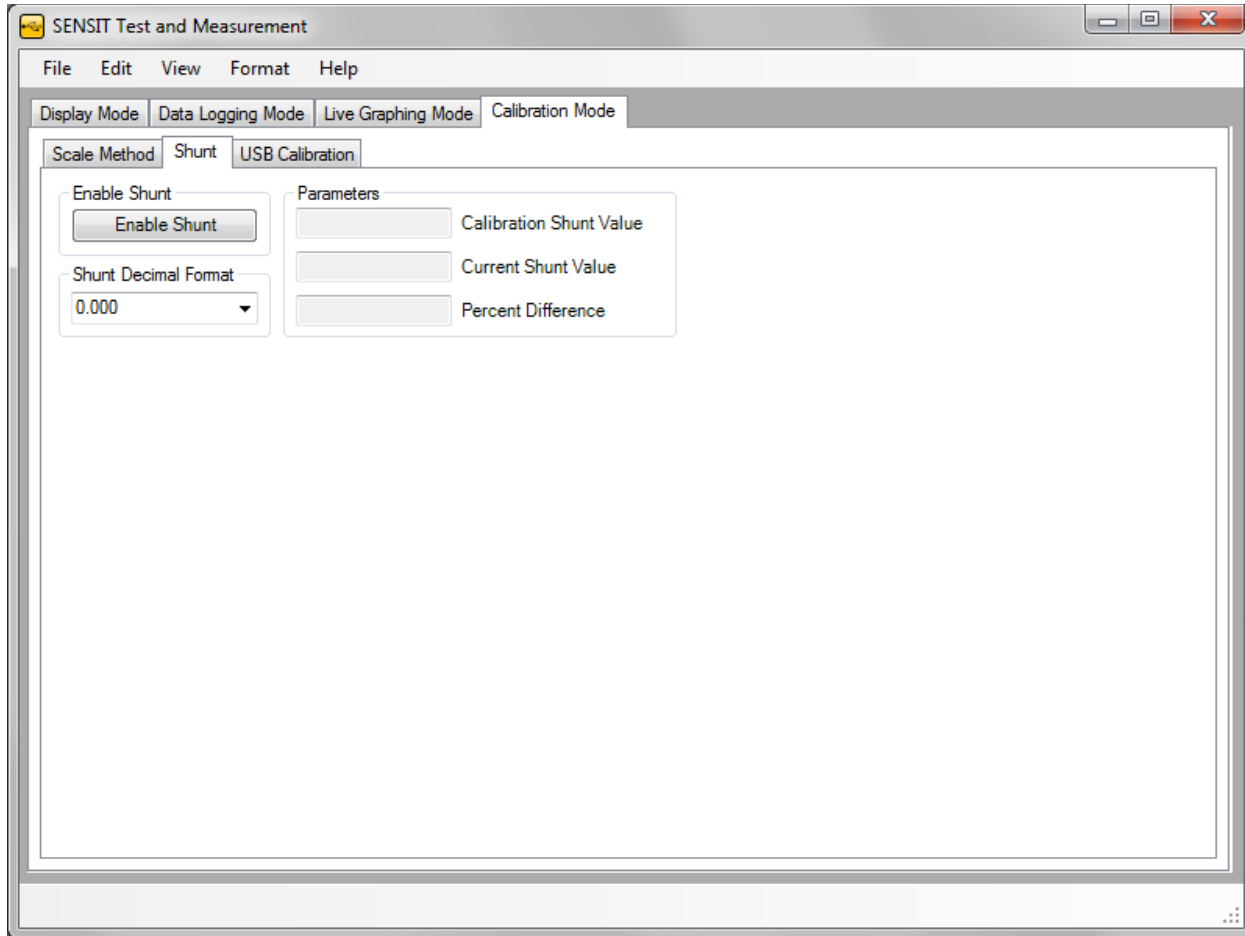 SENSIT Test and Measurement
File Edit View Format Help
Display Mode Data Logging Mode Live Graphing Mode Calibration Mode
Scale Method Shunt USB Calibration
Enable Shunt
Enable Shunt
Shunt Decimal Format
0.000
Parameters
Calibration Shunt Value
Current Shunt Value
Percent Difference